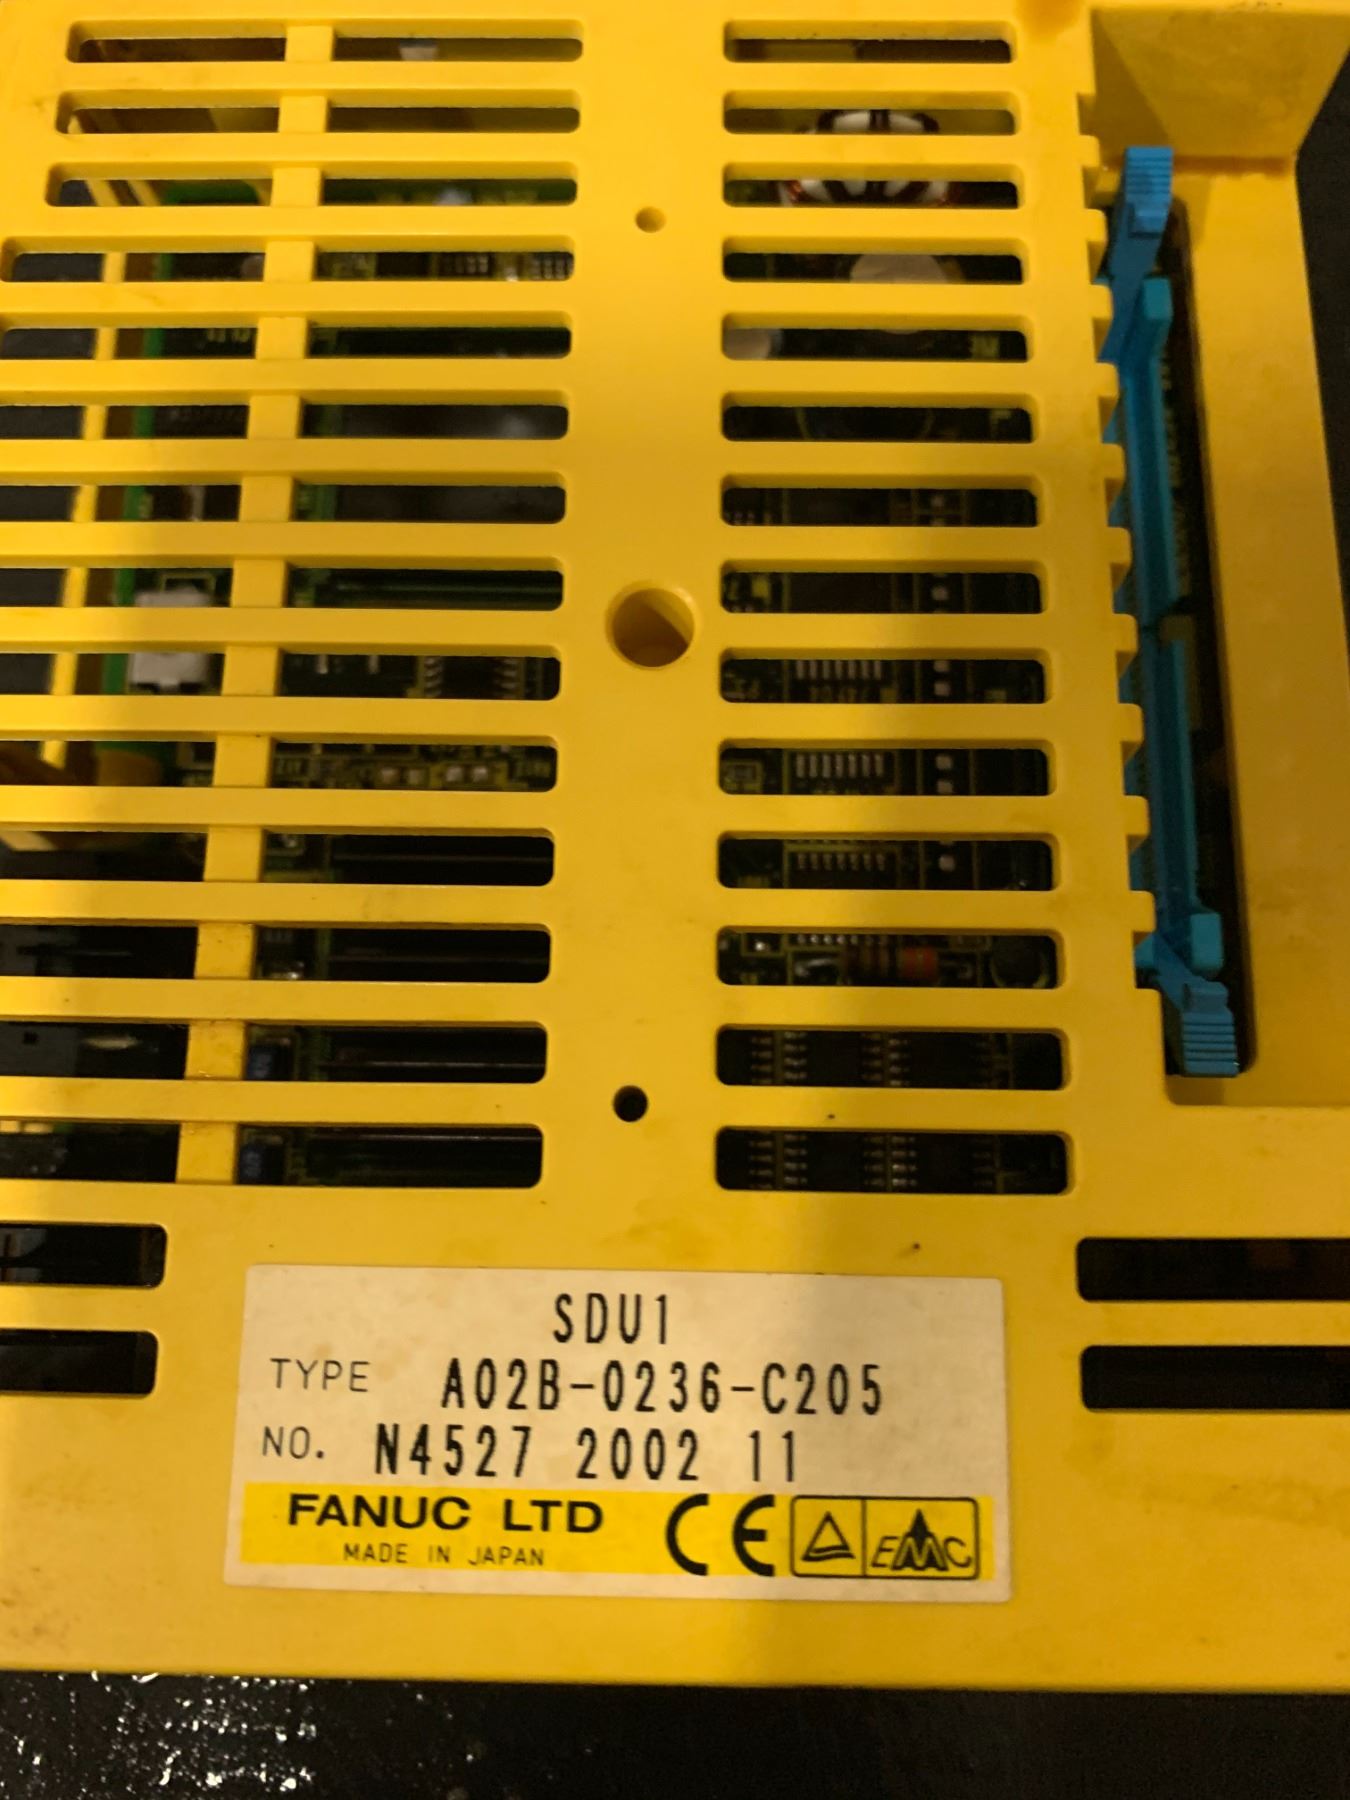 SDU1
TYPE A02B-0236-C205
NO. N4527 2002 11
FANUC LTD
MADE IN JAPAN
CE
EMC